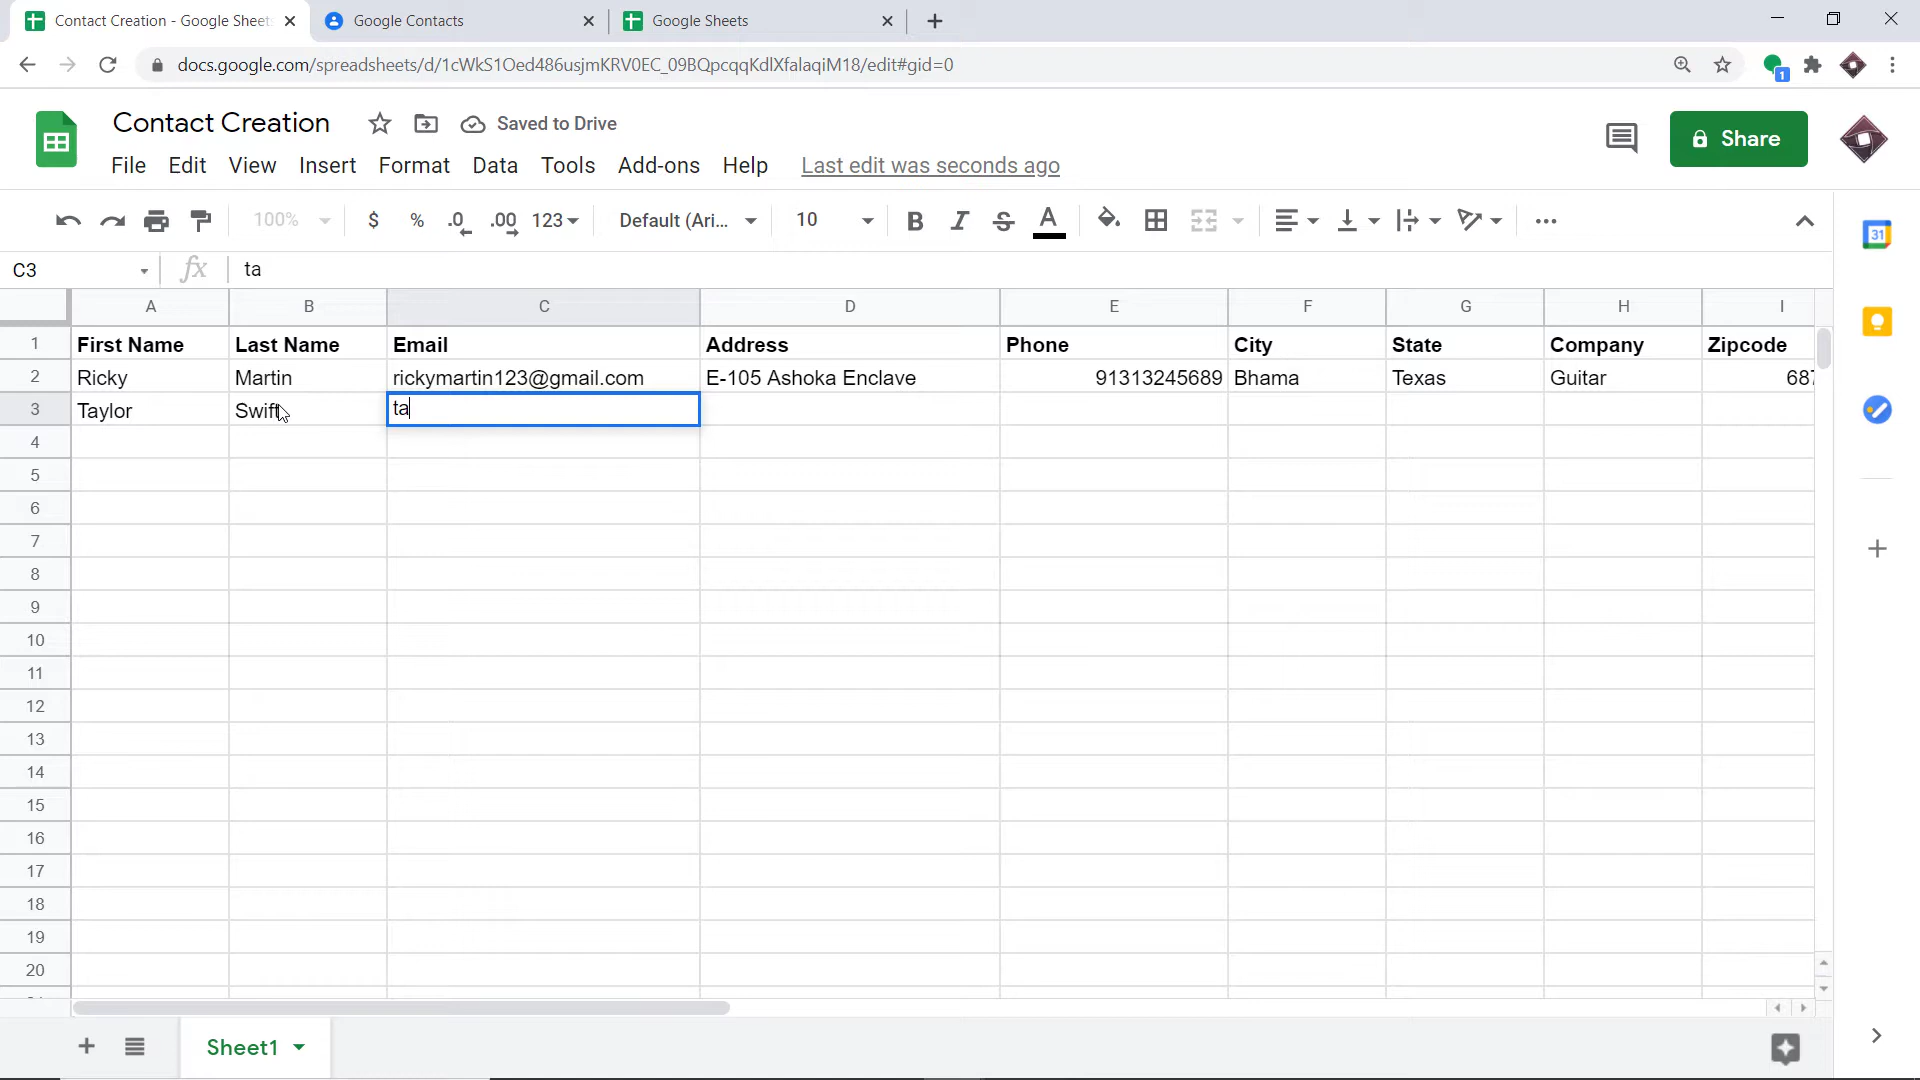 Contact Creation - Google Sheets
Google Contacts
Google Sheets
docs.google.com/spreadsheets/d/1cWkS1Oed486usjmKRV0EC_09BQpcqqKdlXfalaqiM18/edit#gid=0
1
Contact Creation
Saved to Drive
Share
File Edit View Insert Format Data Tools Add-ons Help Last edit was seconds ago
100% $ % .0 .00 123 Default (Ari... 10 B I S A
31
C3 fx ta
A B C D E F G H I
1 First Name Last Name Email Address Phone City State Company Zipcode
2 Ricky Martin rickymartin123@gmail.com E-105 Ashoka Enclave 91313245689 Bhama Texas Guitar 687
3 Taylor Swift ta
4
5
6
7
8
9
10
11
12
13
14
15
16
17
18
19
20
Sheet1